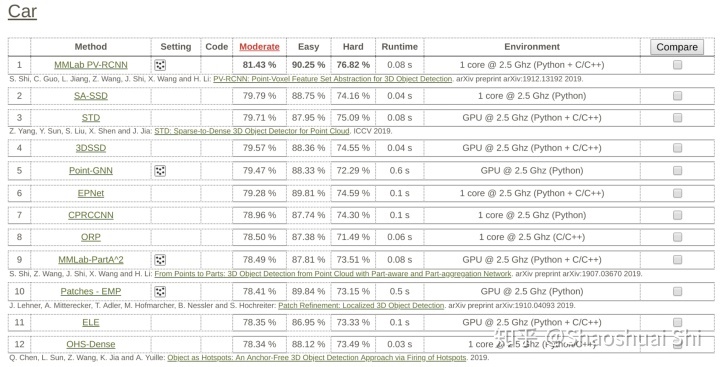 Car
Method Setting Code Moderate Easy Hard Runtime Environment Compare
1 MMLab PV-RCNN 81.43 % 90.25 % 76.82 % 0.08 s 1 core @ 2.5 Ghz (Python + C/C++)
S. Shi, C. Guo, L. Jiang, Z. Wang, J. Shi, X. Wang and H. Li: PV-RCNN: Point-Voxel Feature Set Abstraction for 3D Object Detection. arXiv preprint arXiv:1912.13192 2019.
2 SA-SSD 79.79 % 88.75 % 74.16 % 0.04 s 1 core @ 2.5 Ghz (Python)
3 STD 79.71 % 87.95 % 75.09 % 0.08 s GPU @ 2.5 Ghz (Python + C/C++)
Z. Yang, Y. Sun, S. Liu, X. Shen and J. Jia: STD: Sparse-to-Dense 3D Object Detector for Point Cloud. ICCV 2019.
4 3DSSD 79.57 % 88.36 % 74.55 % 0.04 s GPU @ 2.5 Ghz (Python + C/C++)
5 Point-GNN 79.47 % 88.33 % 72.29 % 0.6 s GPU @ 2.5 Ghz (Python)
6 EPNet 79.28 % 89.81 % 74.59 % 0.1 s 1 core @ 2.5 Ghz (Python + C/C++)
7 CPRCCNN 78.96 % 87.74 % 74.30 % 0.1 s 1 core @ 2.5 Ghz (Python)
8 ORP 78.50 % 87.38 % 71.49 % 0.06 s 1 core @ 2.5 Ghz (C/C++)
9 MMLab-PartA^2 78.49 % 87.81 % 73.51 % 0.08 s GPU @ 2.5 Ghz (Python + C/C++)
S. Shi, Z. Wang, J. Shi, X. Wang and H. Li: From Points to Parts: 3D Object Detection from Point Cloud with Part-aware and Part-aggregation Network. arXiv preprint arXiv:1907.03670 2019.
10 Patches - EMP 78.41 % 89.84 % 73.15 % 0.5 s GPU @ 2.5 Ghz (Python)
J. Lehner, A. Mitterecker, T. Adler, M. Hofmarcher, B. Nessler and S. Hochreiter: Patch Refinement: Localized 3D Object Detection. arXiv preprint arXiv:1910.04093 2019.
11 ELE 78.35 % 86.95 % 73.33 % 0.1 s GPU @ 2.5 Ghz (Python + C/C++)
12 OHS-Dense 78.34 % 88.12 % 73.49 % 0.03 s 1 core @ 2.5 Ghz (Python/C++)
Q. Chen, L. Sun, Z. Wang, K. Jia and A. Yuille: Object as Hotspots: An Anchor-Free 3D Object Detection Approach via Firing of Hotspots. 2019.
知乎 @Shaoshuai Shi